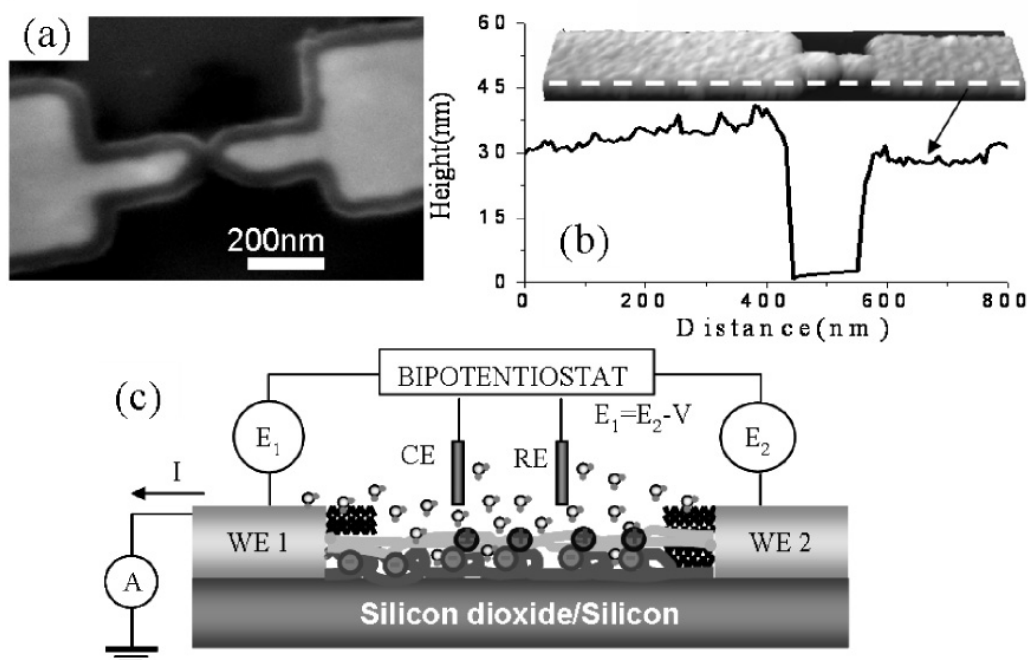 (a)
200nm
60
45
30
15
0
Height(nm)
(b)
0 200 400 600 800
Distance(nm)
(c)
BIPOTENTIOSTAT
E₁=E₂-V
E₁
E₂
CE
RE
I
WE 1
WE 2
A
Silicon dioxide/Silicon